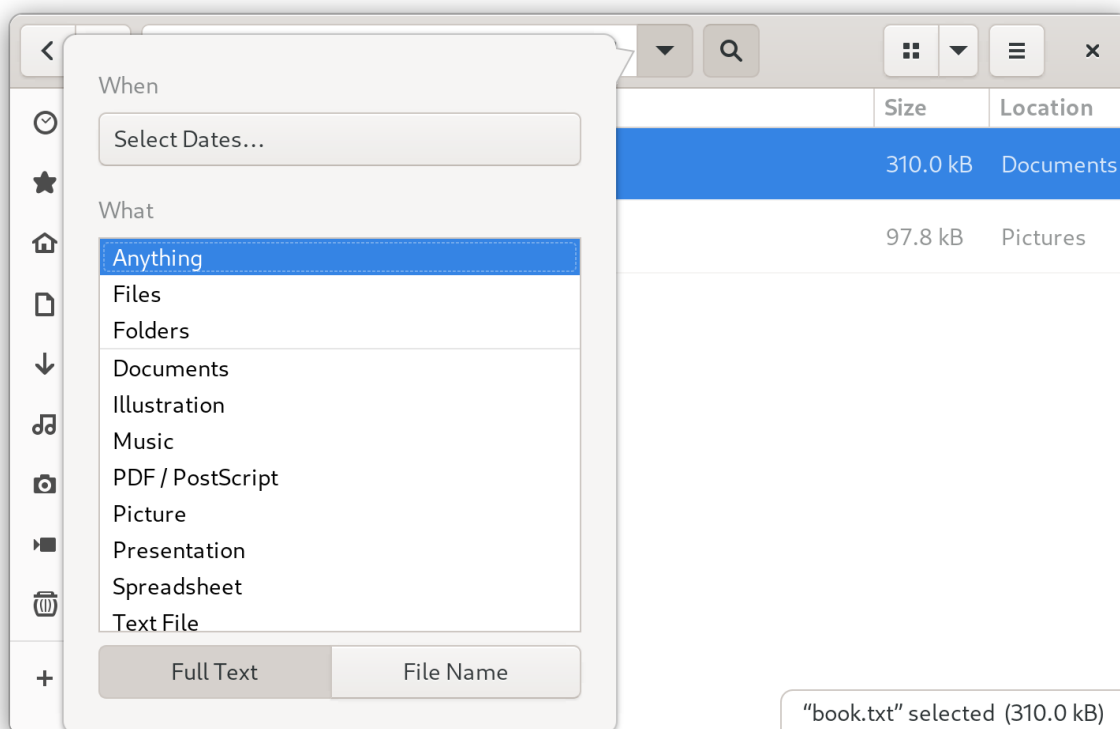 When
Select Dates…
What
Anything
Files
Folders
Documents
Illustration
Music
PDF / PostScript
Picture
Presentation
Spreadsheet
Text File
Full Text
File Name
Size
Location
310.0 kB
Documents
97.8 kB
Pictures
“book.txt” selected (310.0 kB)